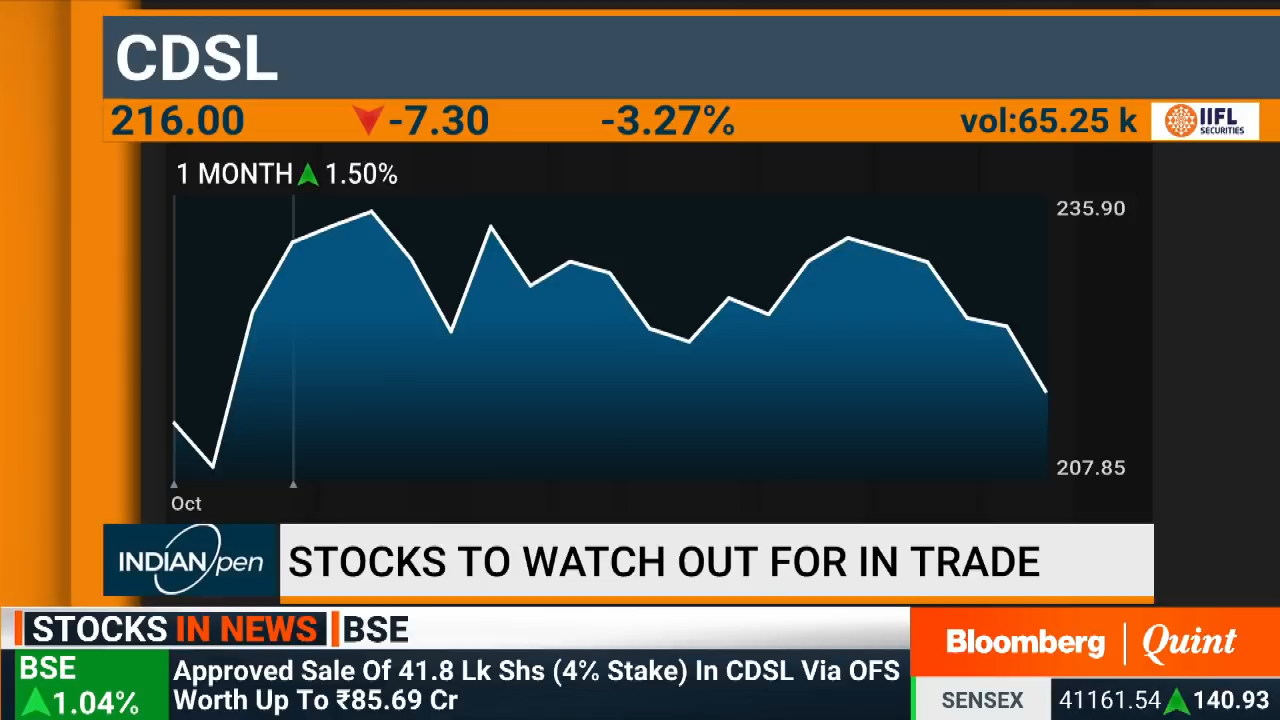 CDSL
216.00 -7.30 -3.27% vol:65.25 k IIFL SECURITIES
1 MONTH 1.50%
235.90
207.85
Oct
INDIAN Open
STOCKS TO WATCH OUT FOR IN TRADE
STOCKS IN NEWS BSE
BSE
1.04%
Approved Sale Of 41.8 Lk Shs (4% Stake) In CDSL Via OFS
Worth Up To ₹85.69 Cr
Bloomberg | Quint
SENSEX 41161.54 140.93